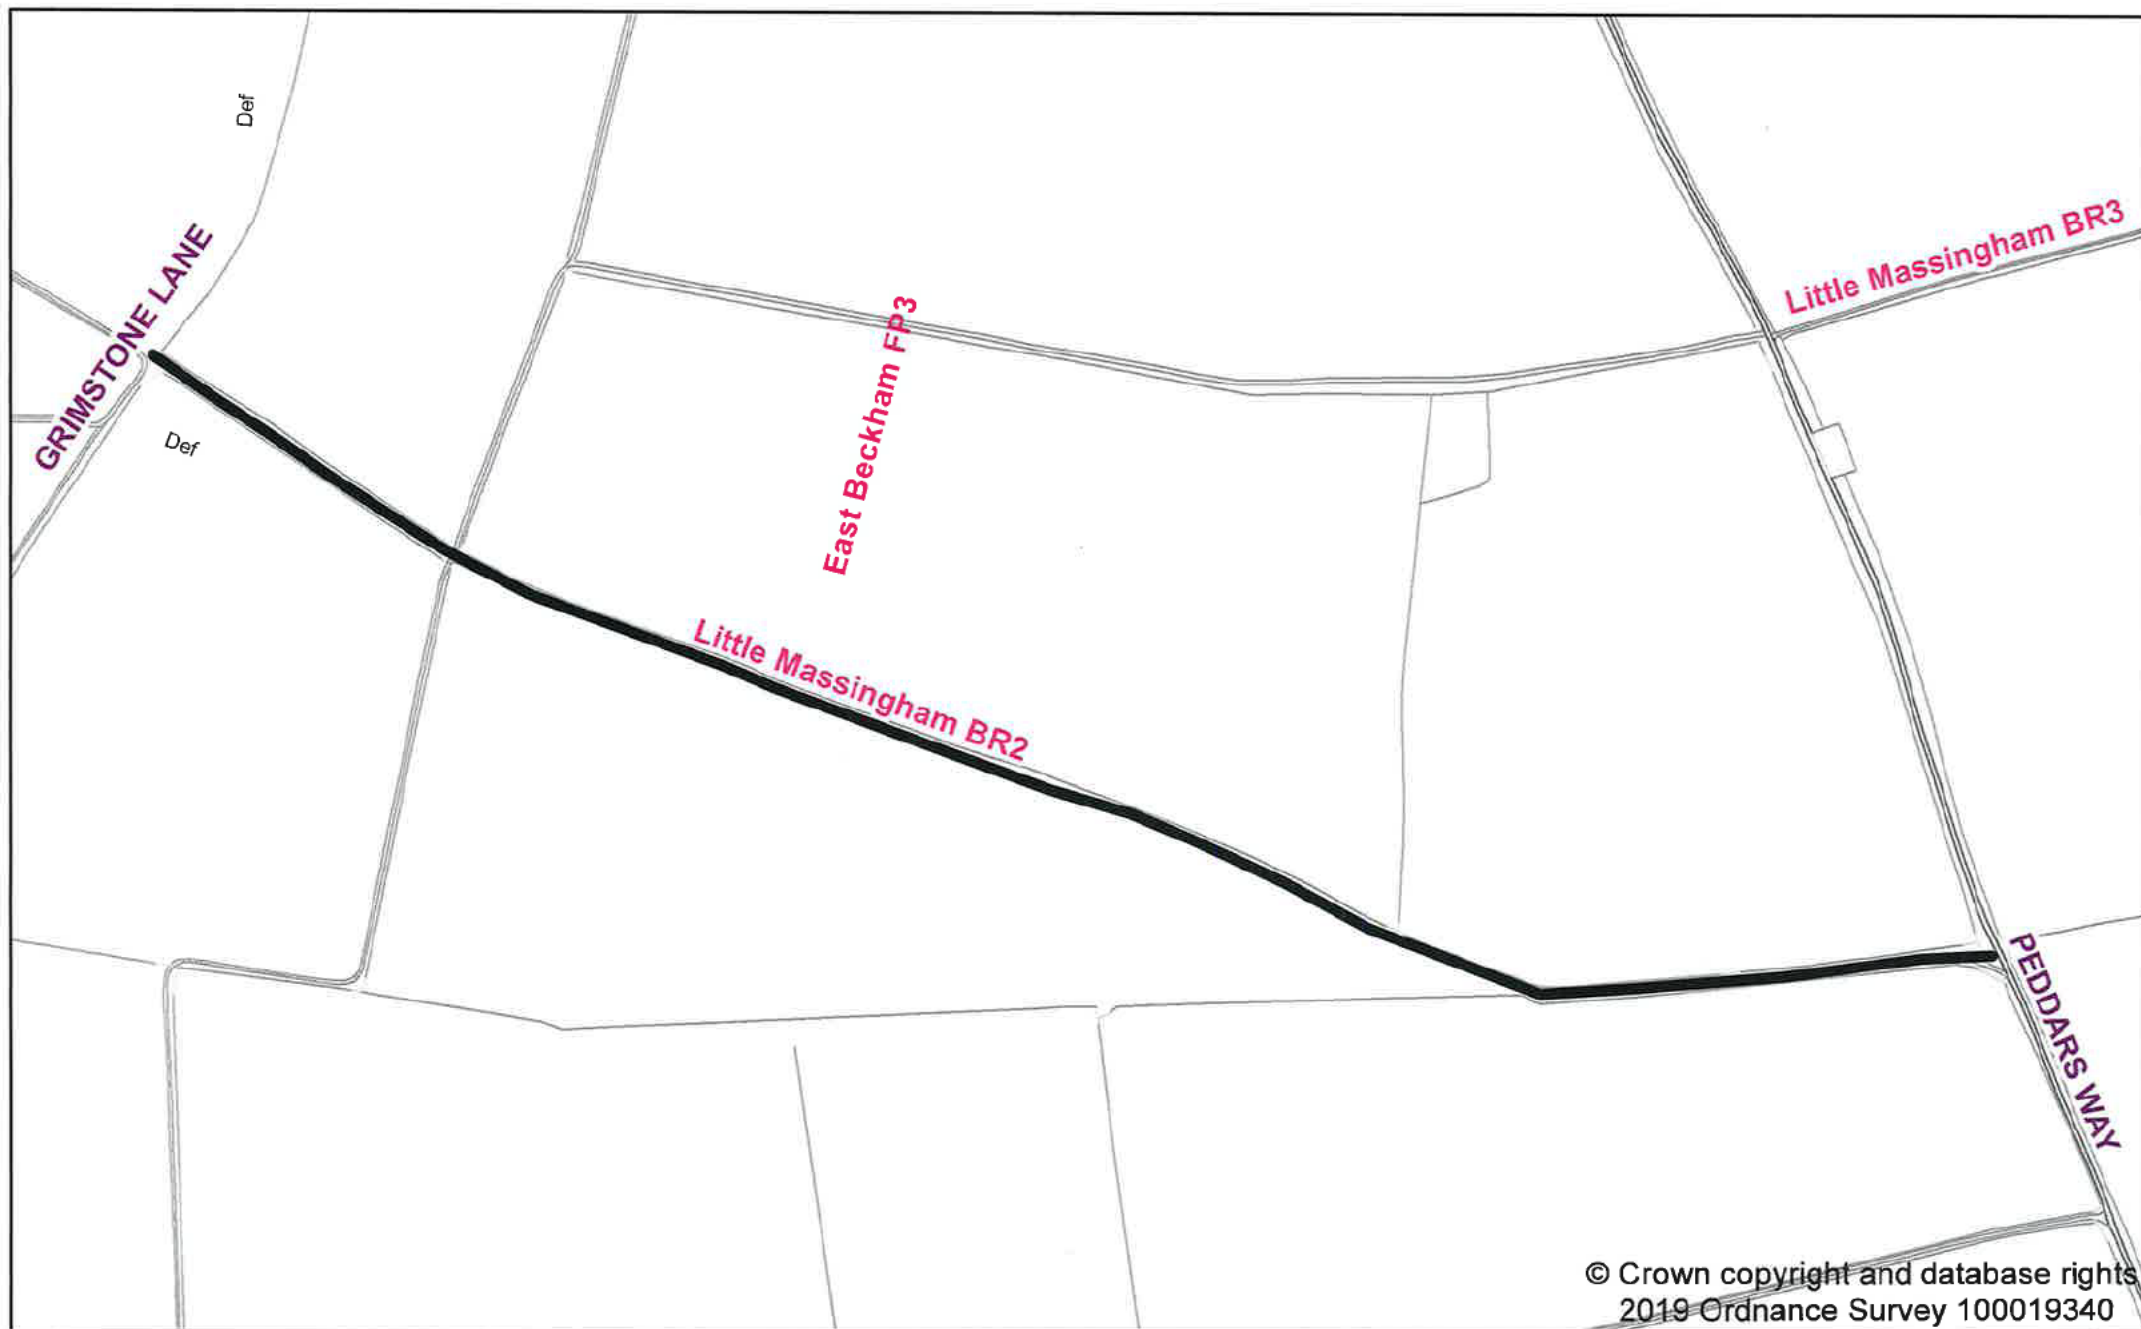 Def
Little Massingham BR3
GRIMSTONE LANE
East Beckham FP3
Def
Little Massingham BR2
PEDDARS WAY
© Crown copyright and database rights
2019 Ordnance Survey 100019340